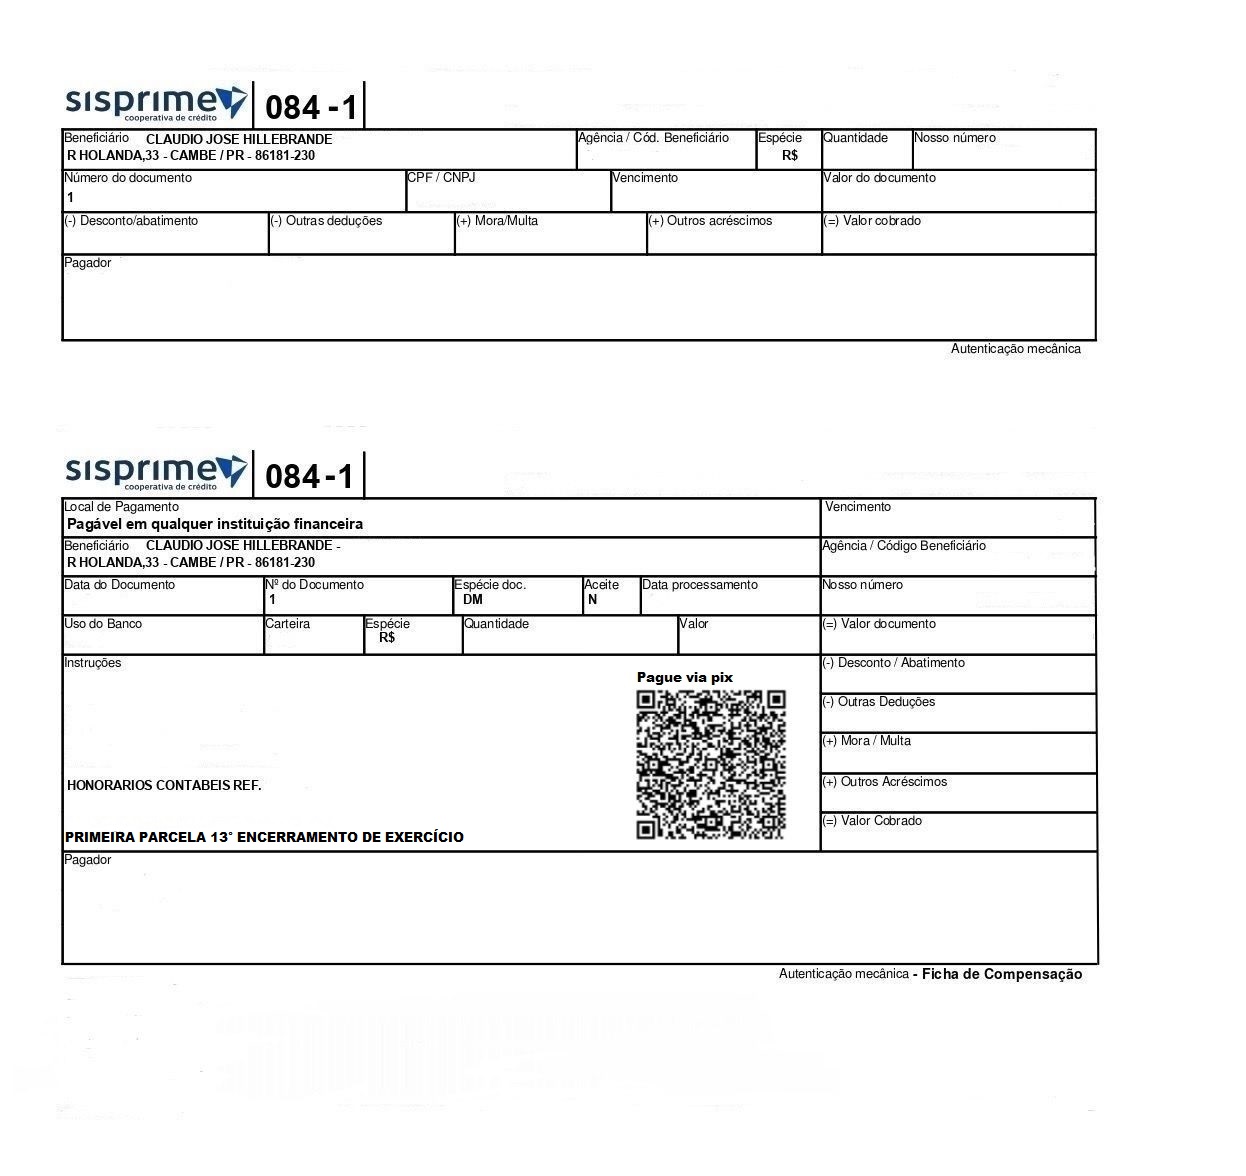 sisprime
cooperativa de crédito
084 -1
Beneficiário CLAUDIO JOSE HILLEBRANDE
R HOLANDA,33 - CAMBE / PR - 86181-230
Agência / Cód. Beneficiário
Espécie
R$
Quantidade
Nosso número
Número do documento
1
CPF / CNPJ
Vencimento
Valor do documento
(-) Desconto/abatimento
(-) Outras deduções
(+) Mora/Multa
(+) Outros acréscimos
(=) Valor cobrado
Pagador
Autenticação mecânica
sisprime
cooperativa de crédito
084-1
Local de Pagamento
Pagável em qualquer instituição financeira
Vencimento
Beneficiário CLAUDIO JOSE HILLEBRANDE -
R HOLANDA,33 - CAMBE / PR - 86181-230
Agência / Código Beneficiário
Data do Documento
Nº do Documento
1
Espécie doc.
DM
Aceite
N
Data processamento
Nosso número
Uso do Banco
Carteira
Espécie
R$
Quantidade
Valor
(=) Valor documento
Instruções
Pague via pix
HONORARIOS CONTABEIS REF.
PRIMEIRA PARCELA 13° ENCERRAMENTO DE EXERCÍCIO
(-) Desconto / Abatimento
(-) Outras Deduções
(+) Mora / Multa
(+) Outros Acréscimos
(=) Valor Cobrado
Pagador
Autenticação mecânica - Ficha de Compensação